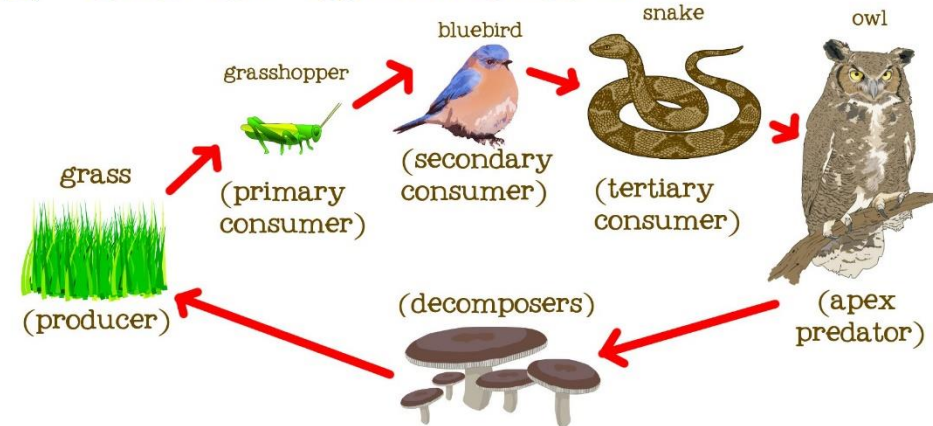 grass
(producer)
grasshopper
(primary
consumer)
bluebird
(secondary
consumer)
snake
(tertiary
consumer)
owl
(apex
predator)
(decomposers)